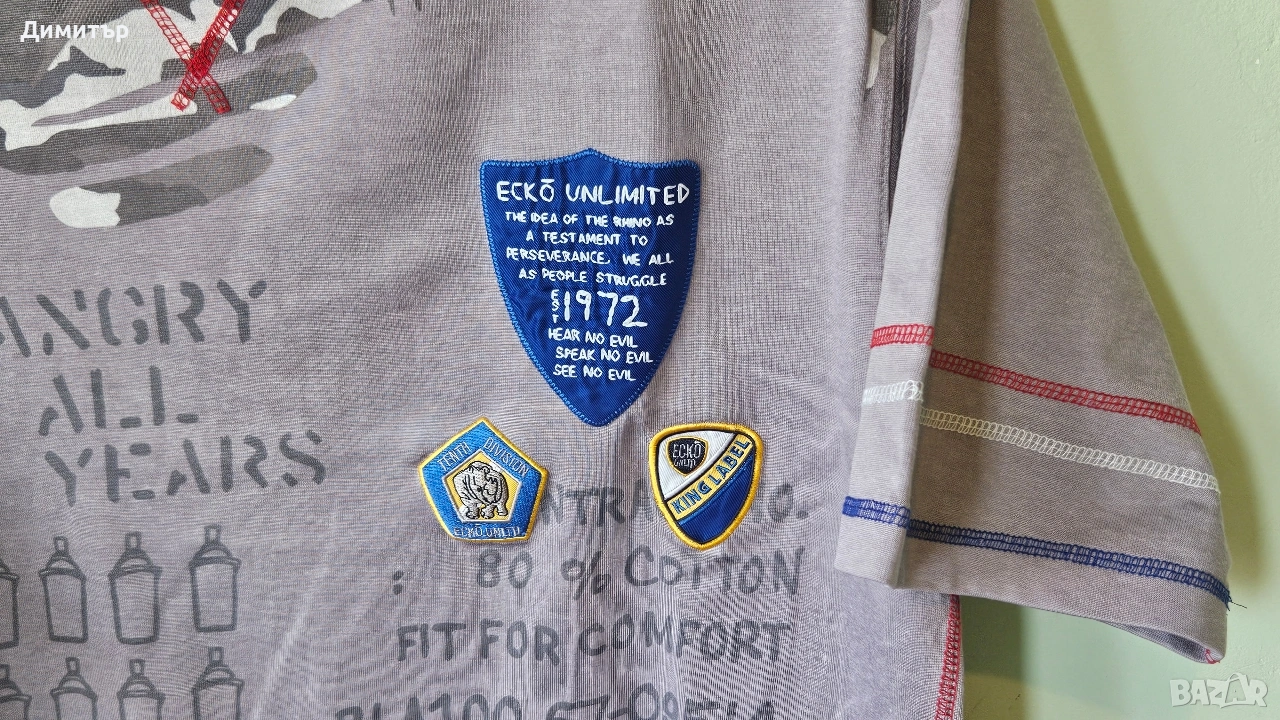 Димитър
ECKŌ UNLIMITED
THE IDEA OF THE RHINO AS
A TESTAMENT TO
PERSEVERANCE. WE ALL
AS PEOPLE STRUGGLE
EST 1972
HEAR NO EVIL
SPEAK NO EVIL
SEE NO EVIL
ANGRY
ALL
YEARS
TENTH DIVISION
ECKŌ UNLTD
ECKŌ
UNLTD
KING LABEL
: 80 % COTTON
FIT FOR COMFORT
BAZAR